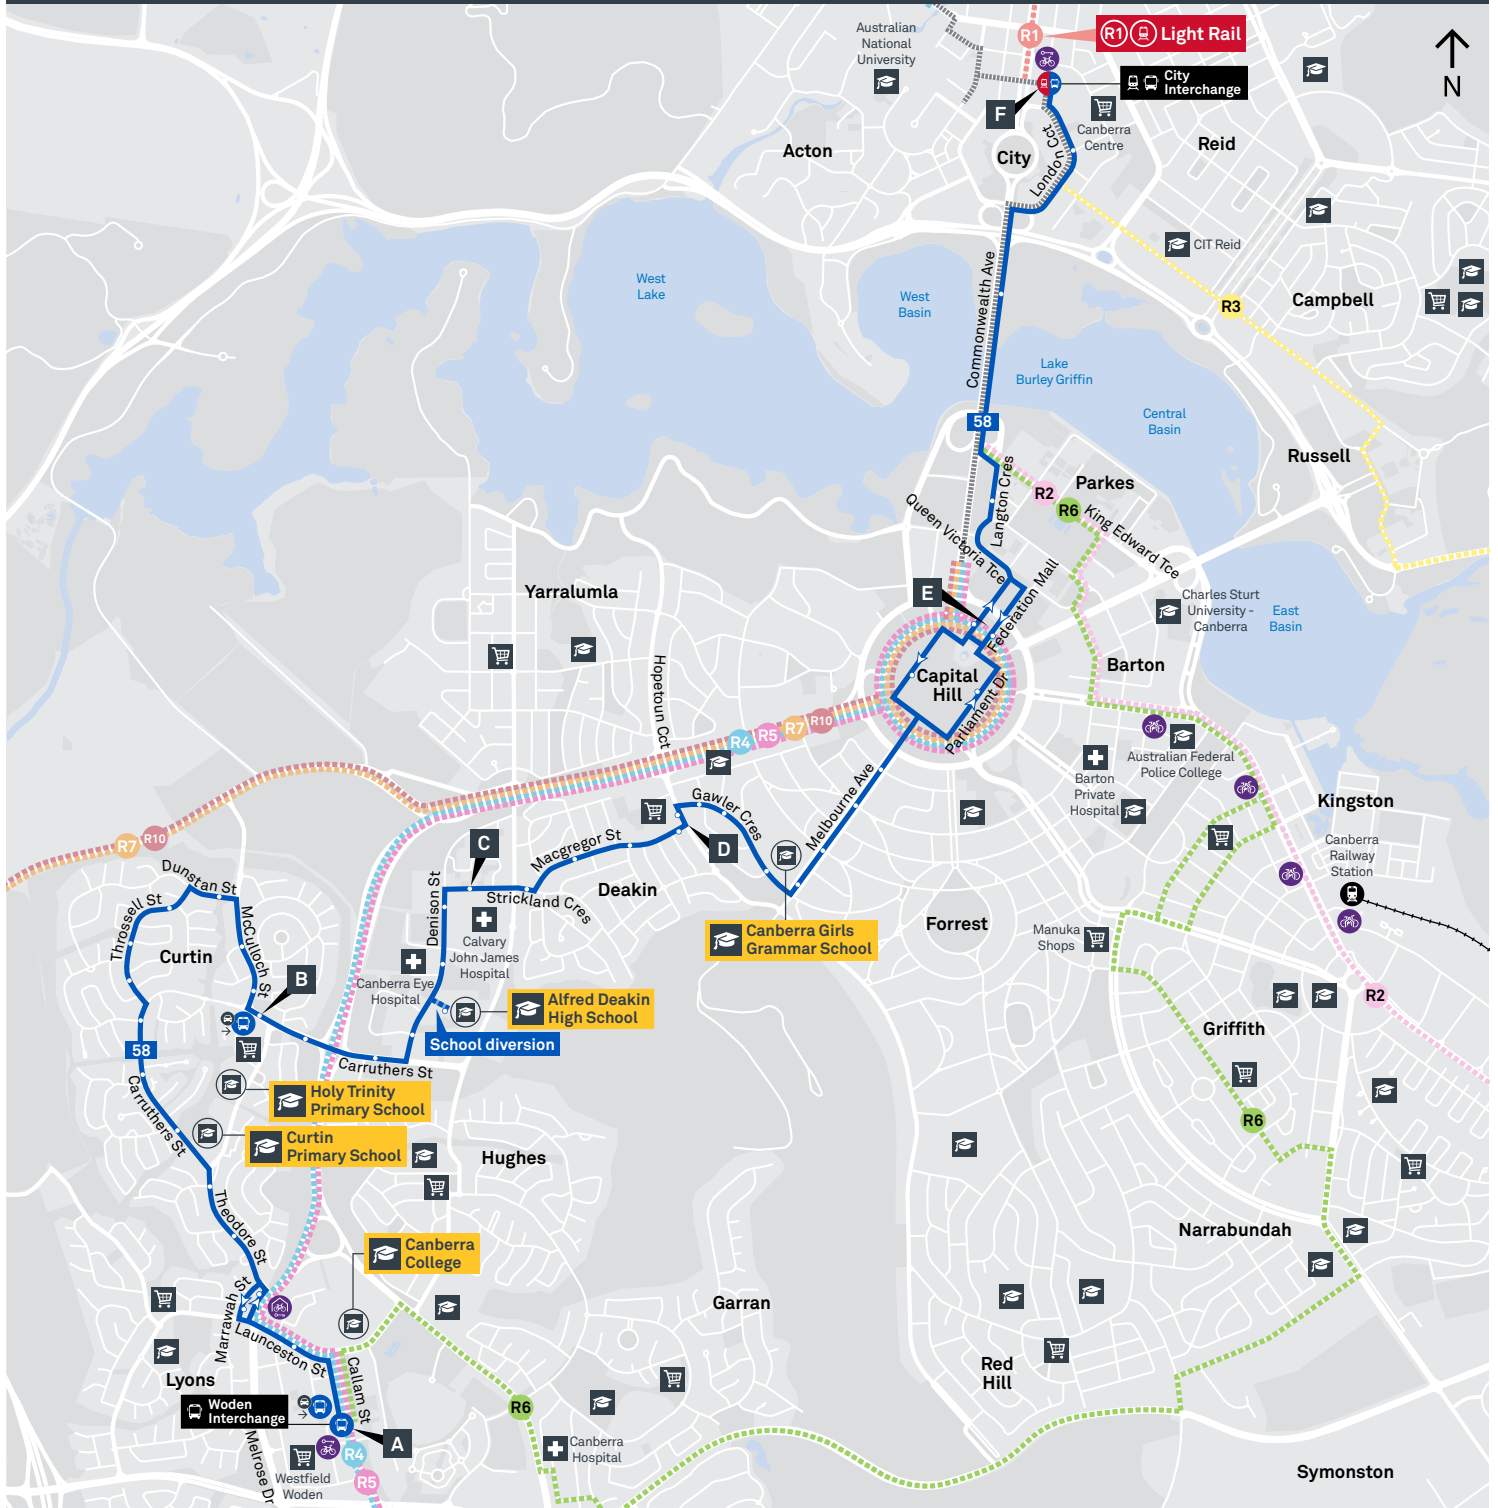 Australian
National
University
R1
R1 Light Rail
City
Interchange
N
F
Canberra
Centre
Reid
Acton
City
London Cct
CIT Reid
West
Lake
West
Basin
Commonwealth Ave
Campbell
R3
Lake
Burley Griffin
Central
Basin
58
Russell
Langton Cres
Parkes
R2
R6
King Edward Tce
Queen Victoria Tce
Federation Mall
E
Yarralumla
Charles Sturt
University -
Canberra
East
Basin
Barton
Hopetoun Cct
Capital
Hill
Parliament Dr
R4
R5
R7
R10
Barton
Private
Hospital
Australian Federal
Police College
Kingston
Canberra
Railway
Station
R7
R10
Gawler Cres
Melbourne Ave
Macgregor St
D
C
Dunstan St
Throssell St
McCulloch St
Denison St
Strickland Cres
Deakin
Forrest
Canberra Girls
Grammar School
Manuka
Shops
Curtin
Calvary
John James
Hospital
B
Canberra Eye
Hospital
Alfred Deakin
High School
School diversion
R2
Griffith
58
Carruthers St
Carruthers St
Holy Trinity
Primary School
Curtin
Primary School
R6
Hughes
Theodore St
Narrabundah
Canberra
College
Marrawah St
Launceston St
Garran
Red
Hill
Lyons
Callam St
Woden
Interchange
R6
A
Melrose Dr
Canberra
Hospital
R4
R5
Westfield
Woden
Symonston